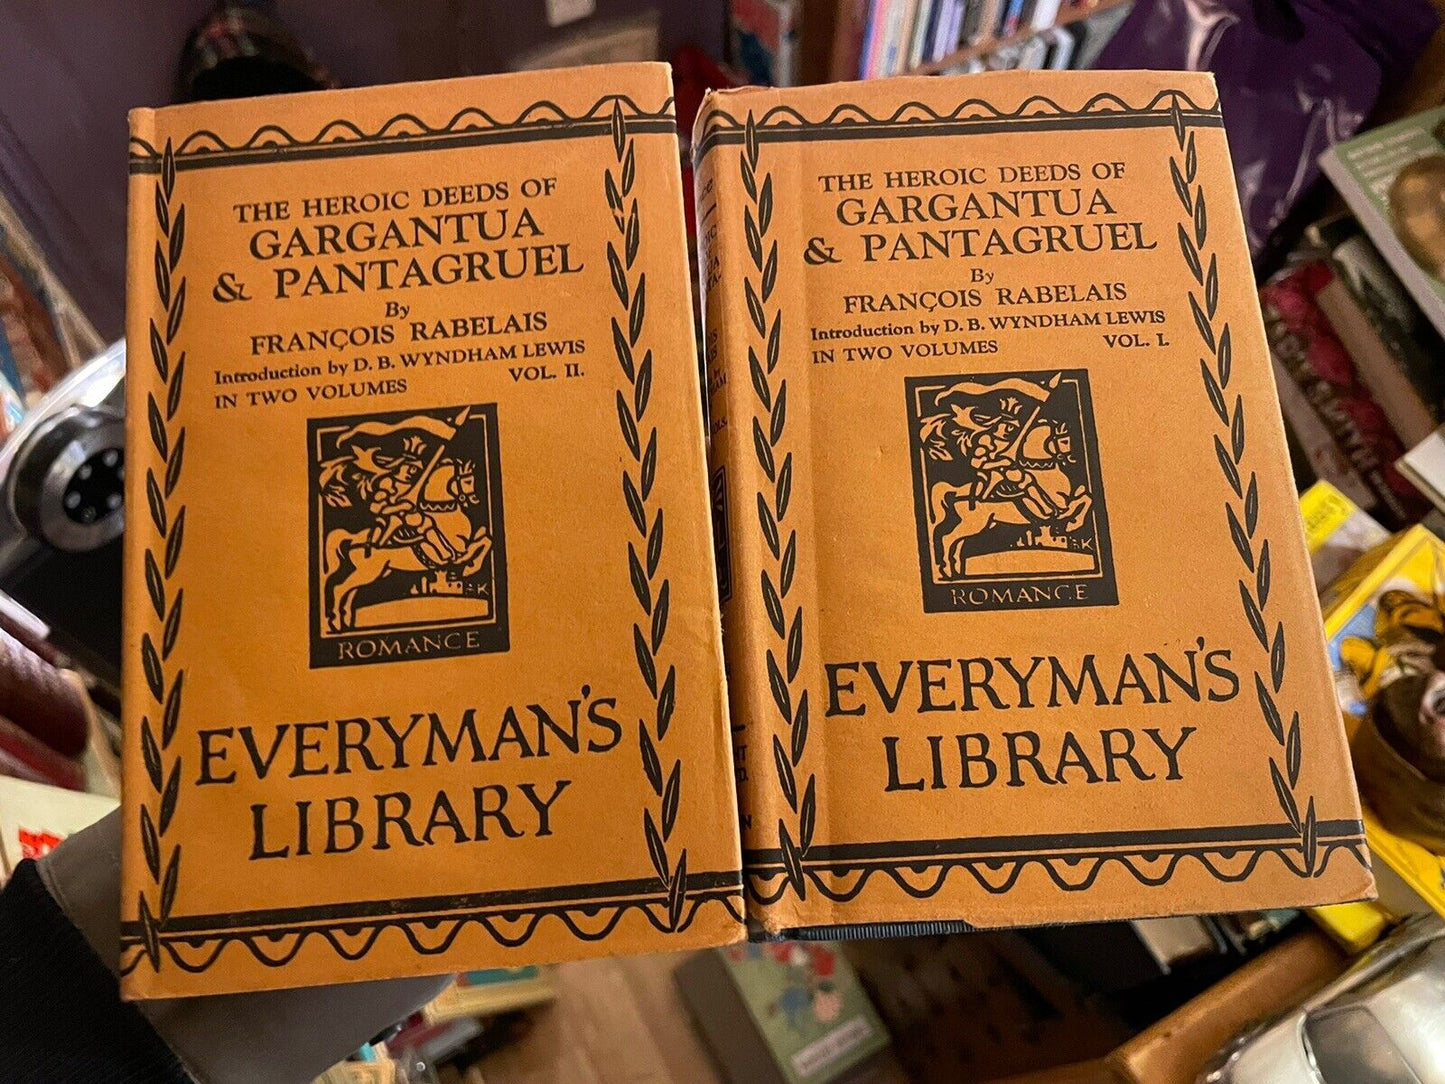 THE HEROIC DEEDS OF
GARGANTUA
& PANTAGRUEL
By
FRANÇOIS RABELAIS
Introduction by D. B. WYNDHAM LEWIS
IN TWO VOLUMES VOL. II.
BK
ROMANCE
EVERYMAN'S
LIBRARY
THE HEROIC DEEDS OF
GARGANTUA
& PANTAGRUEL
By
FRANÇOIS RABELAIS
Introduction by D. B. WYNDHAM LEWIS
IN TWO VOLUMES VOL. I.
BK
ROMANCE
EVERYMAN'S
LIBRARY